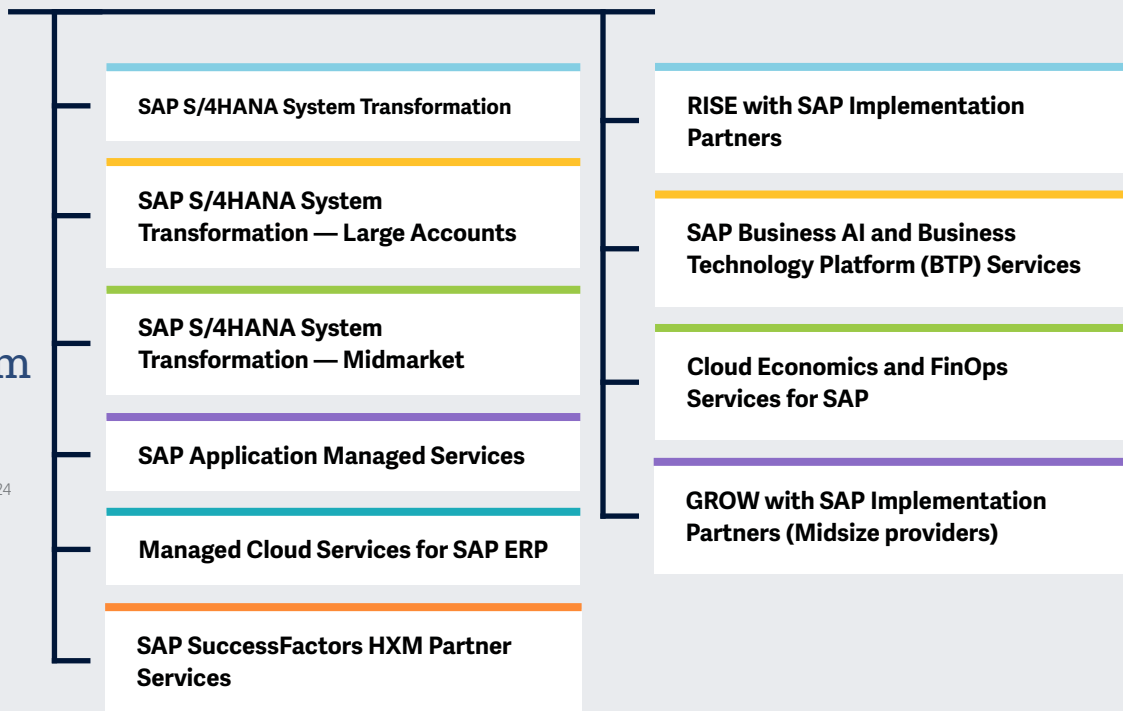 SAP S/4HANA System Transformation
SAP S/4HANA System
Transformation — Large Accounts
SAP S/4HANA System
Transformation — Midmarket
SAP Application Managed Services
Managed Cloud Services for SAP ERP
SAP SuccessFactors HXM Partner
Services
RISE with SAP Implementation
Partners
SAP Business AI and Business
Technology Platform (BTP) Services
Cloud Economics and FinOps
Services for SAP
GROW with SAP Implementation
Partners (Midsize providers)
m
24